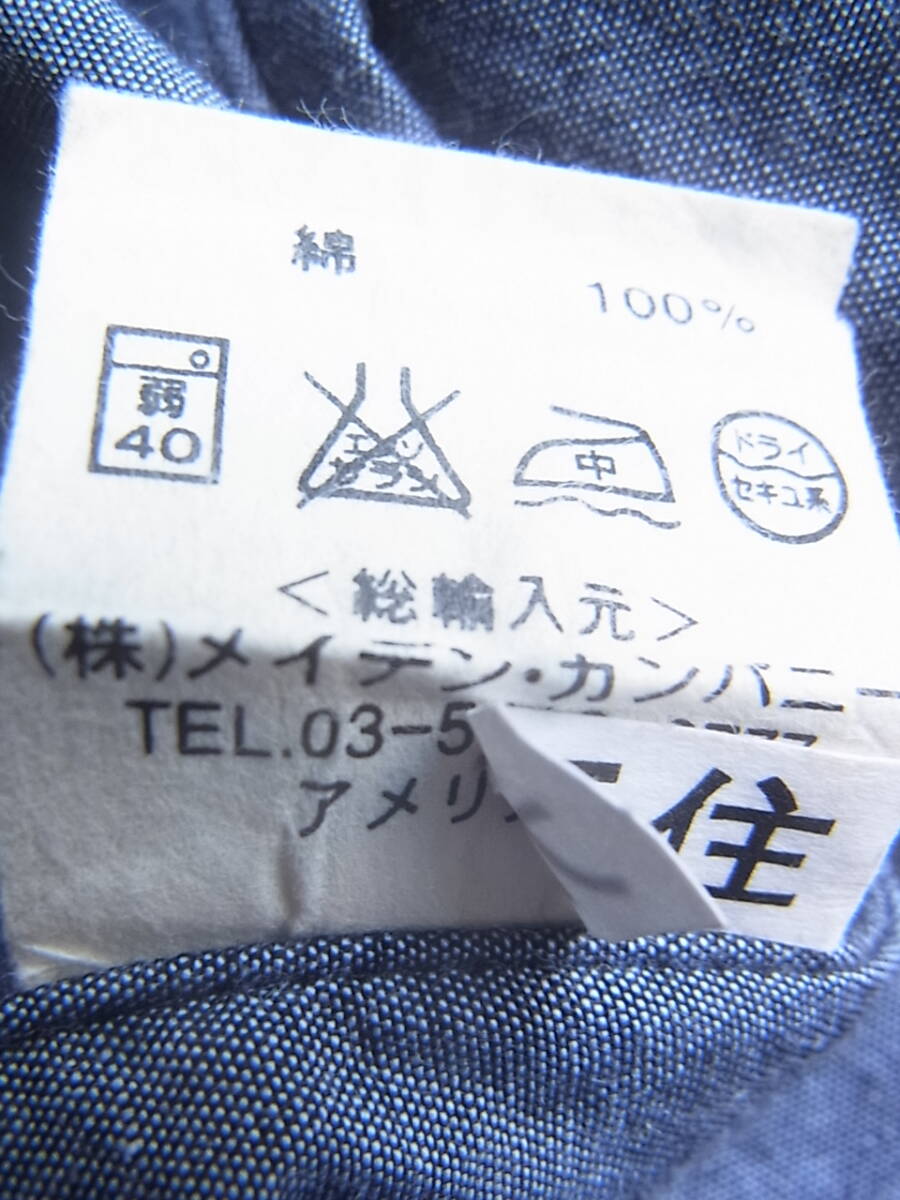 綿 100%
弱 40
エンソ サラシ
中
ドライ
セキユ系
<総輸入元>
(株)メイデン・カンパニー
TEL.03-5
アメリ
住